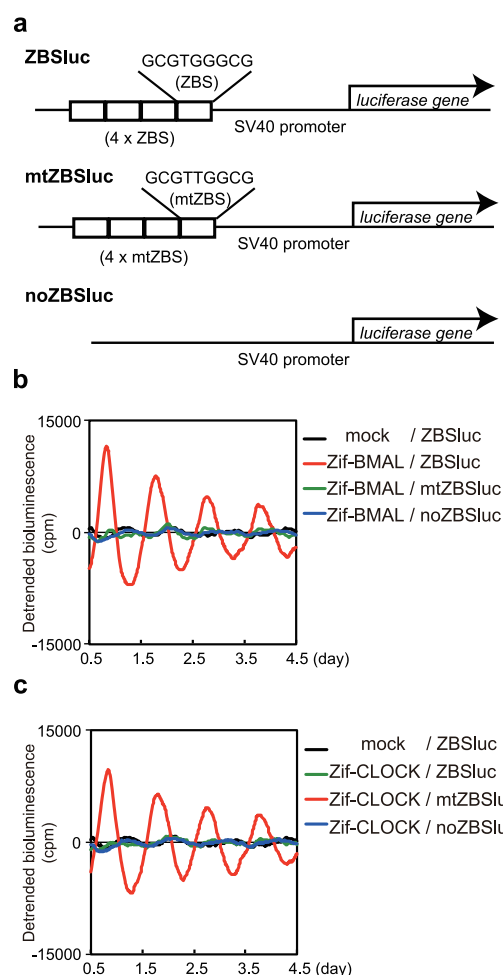 a
ZBSluc
GCGTGGGCG
(ZBS)
luciferase gene
(4 x ZBS)
SV40 promoter
mtZBSluc
GCGTTGGCG
(mtZBS)
luciferase gene
(4 x mtZBS)
SV40 promoter
noZBSluc
luciferase gene
SV40 promoter
b
Detrended bioluminescence
(cpm)
15000
0
-15000
0.5 1.5 2.5 3.5 4.5 (day)
mock / ZBSluc
Zif-BMAL / ZBSluc
Zif-BMAL / mtZBSluc
Zif-BMAL / noZBSluc
c
Detrended bioluminescence
(cpm)
15000
0
-15000
0.5 1.5 2.5 3.5 4.5 (day)
mock / ZBSluc
Zif-CLOCK / ZBSluc
Zif-CLOCK / mtZBSlu
Zif-CLOCK / noZBSlu